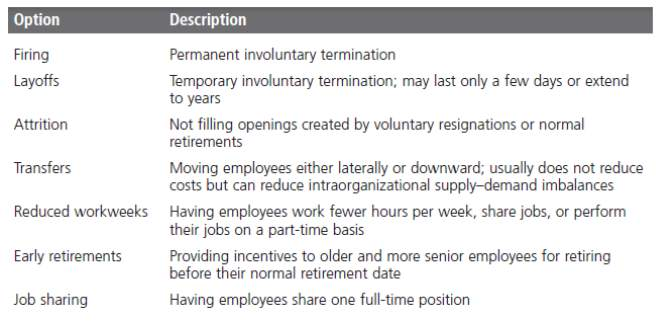 Option Description
Firing Permanent involuntary termination
Layoffs Temporary involuntary termination; may last only a few days or extend
to years
Attrition Not filling openings created by voluntary resignations or normal
retirements
Transfers Moving employees either laterally or downward; usually does not reduce
costs but can reduce intraorganizational supply–demand imbalances
Reduced workweeks Having employees work fewer hours per week, share jobs, or perform
their jobs on a part-time basis
Early retirements Providing incentives to older and more senior employees for retiring
before their normal retirement date
Job sharing Having employees share one full-time position